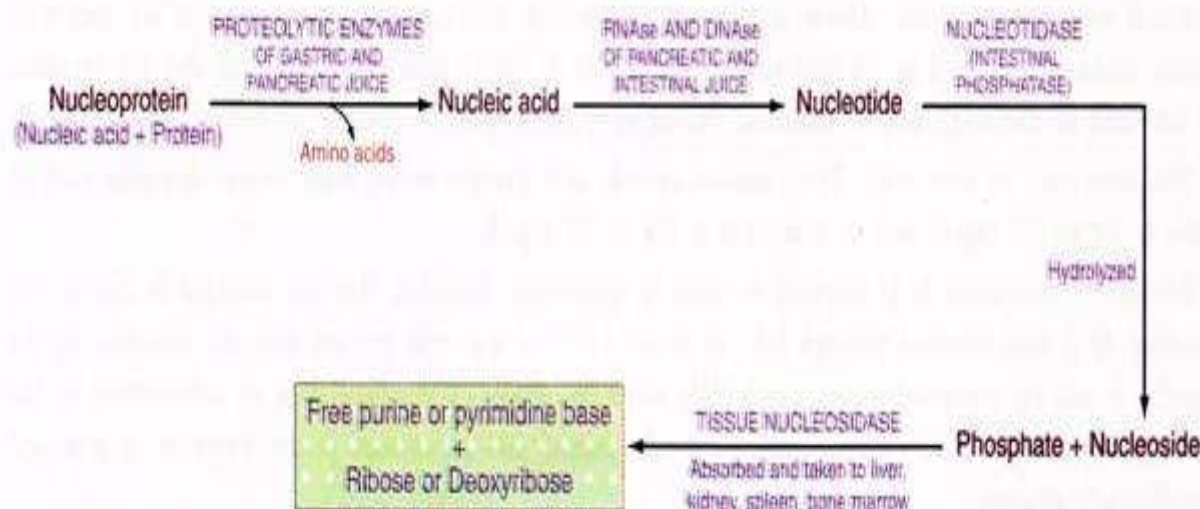 PROTEOLYTIC ENZYMES
OF GASTRIC AND
PANCREATIC JUICE
RNAse AND DNAse
OF PANCREATIC AND
INTESTINAL JUICE
NUCLEOTIDASE
(INTESTINAL
PHOSPHATASE)
Nucleoprotein
(Nucleic acid + Protein)
Amino acids
Nucleic acid
Nucleotide
Hydrolyzed
Phosphate + Nucleoside
TISSUE NUCLEOSIDASE
Absorbed and taken to liver,
kidney, spleen, bone marrow
Free purine or pyrimidine base
+
Ribose or Deoxyribose